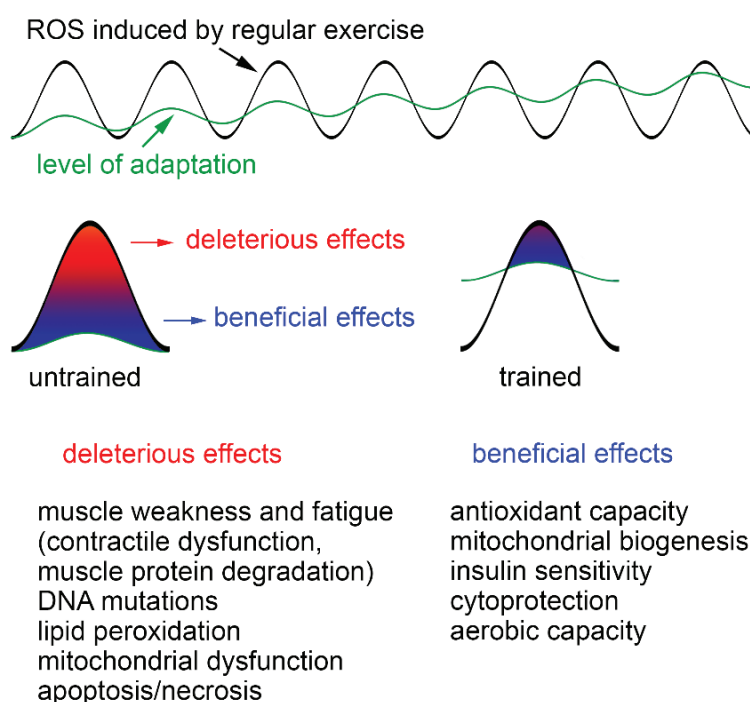 ROS induced by regular exercise
level of adaptation
deleterious effects
beneficial effects
untrained
trained
deleterious effects
muscle weakness and fatigue
(contractile dysfunction,
muscle protein degradation)
DNA mutations
lipid peroxidation
mitochondrial dysfunction
apoptosis/necrosis
beneficial effects
antioxidant capacity
mitochondrial biogenesis
insulin sensitivity
cytoprotection
aerobic capacity